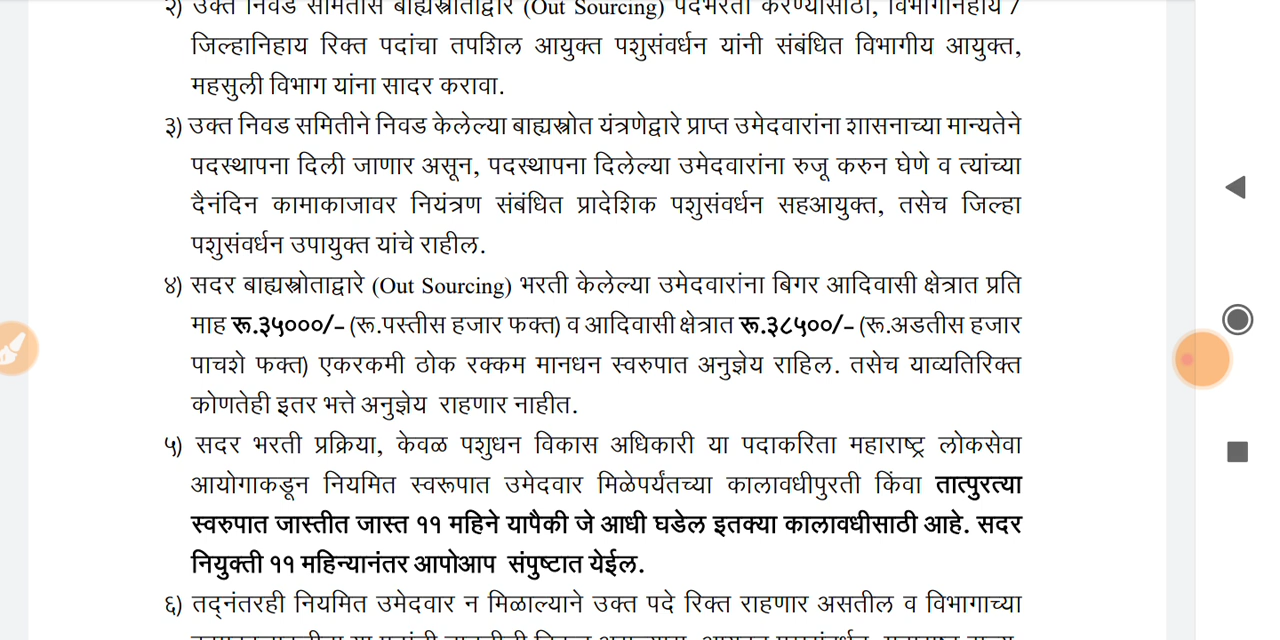 २) उक्त निवड समितीस बाह्यस्त्रोताद्वारे (Out Sourcing) पदभरती करण्यासाठी, विभागनिहाय /
जिल्हानिहाय रिक्त पदांचा तपशिल आयुक्त पशुसंवर्धन यांनी संबंधित विभागीय आयुक्त,
महसुली विभाग यांना सादर करावा.
३) उक्त निवड समितीने निवड केलेल्या बाह्यस्त्रोत यंत्रणेद्वारे प्राप्त उमेदवारांना शासनाच्या मान्यतेने
पदस्थापना दिली जाणार असून, पदस्थापना दिलेल्या उमेदवारांना रुजू करुन घेणे व त्यांच्या
दैनंदिन कामाकाजावर नियंत्रण संबंधित प्रादेशिक पशुसंवर्धन सहआयुक्त, तसेच जिल्हा
पशुसंवर्धन उपायुक्त यांचे राहील.
४) सदर बाह्यस्त्रोताद्वारे (Out Sourcing) भरती केलेल्या उमेदवारांना बिगर आदिवासी क्षेत्रात प्रति
माह रू.३५०००/- (रू.पस्तीस हजार फक्त) व आदिवासी क्षेत्रात रू.३८५००/- (रू.अडतीस हजार
पाचशे फक्त) एकरकमी ठोक रक्कम मानधन स्वरुपात अनुज्ञेय राहिल. तसेच याव्यतिरिक्त
कोणतेही इतर भत्ते अनुज्ञेय राहणार नाहीत.
५) सदर भरती प्रक्रिया, केवळ पशुधन विकास अधिकारी या पदाकरिता महाराष्ट्र लोकसेवा
आयोगाकडून नियमित स्वरूपात उमेदवार मिळेपर्यंतच्या कालावधीपुरती किंवा तात्पुरत्या
स्वरुपात जास्तीत जास्त ११ महिने यापैकी जे आधी घडेल इतक्या कालावधीसाठी आहे. सदर
नियुक्ती ११ महिन्यानंतर आपोआप संपुष्टात येईल.
६) तद्नंतरही नियमित उमेदवार न मिळाल्याने उक्त पदे रिक्त राहणार असतील व विभागाच्या